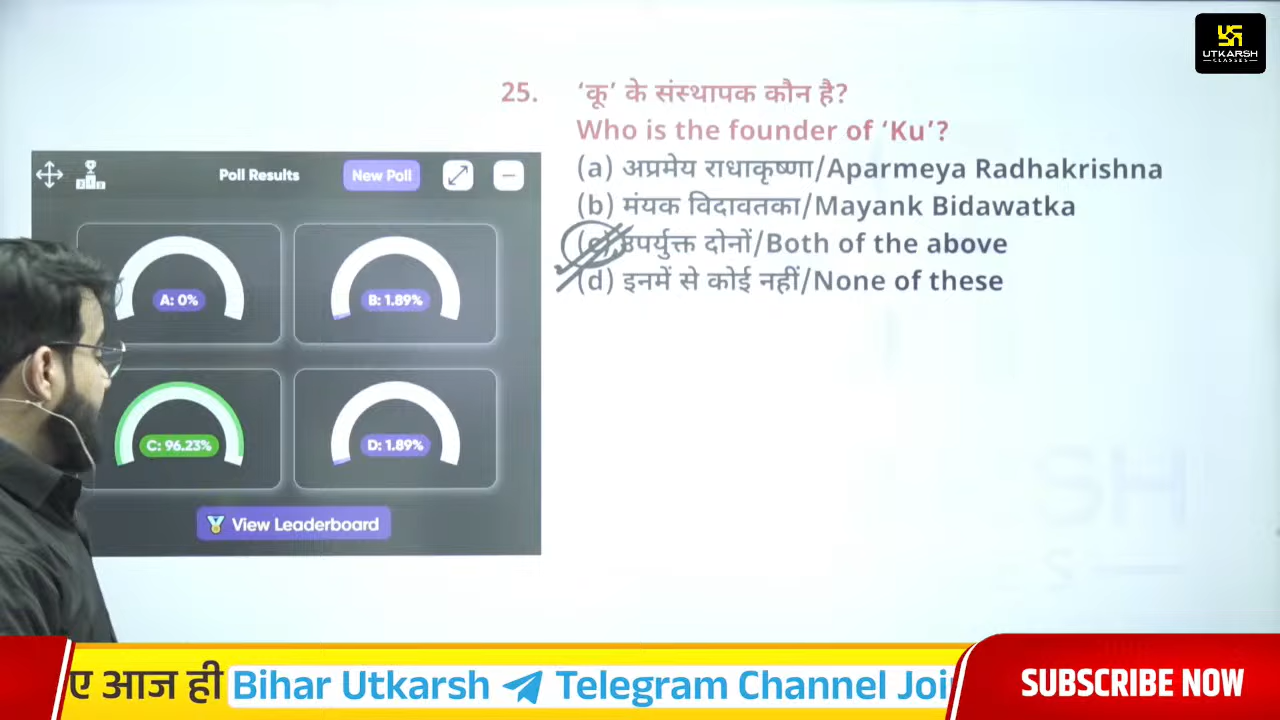 UTKARSH
CLASSES
25. ‘कू’ के संस्थापक कौन है?
Who is the founder of ‘Ku’?
(a) अप्रमेय राधाकृष्णा/Aparmeya Radhakrishna
(b) मंयक विदावतका/Mayank Bidawatka
(c) उपर्युक्त दोनों/Both of the above
(d) इनमें से कोई नहीं/None of these
Poll Results
New Poll
A: 0%
B: 1.89%
C: 96.23%
D: 1.89%
View Leaderboard
SH
S
ए आज ही Bihar Utkarsh Telegram Channel Joi
SUBSCRIBE NOW